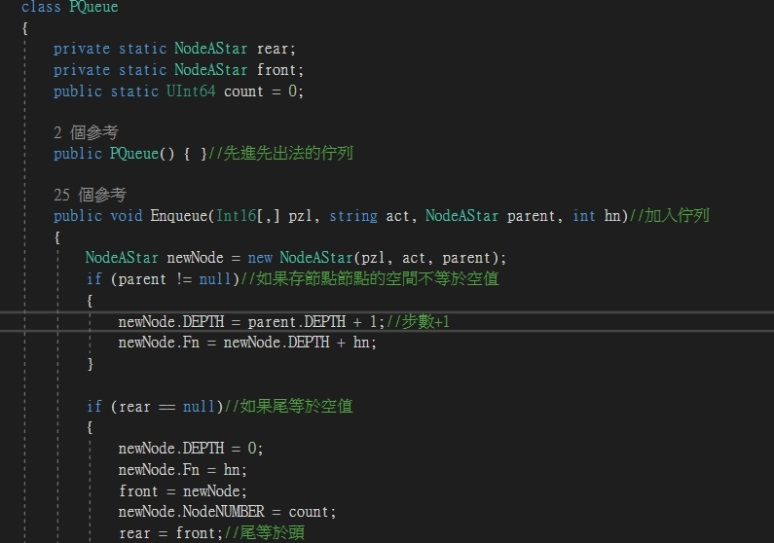 class PQueue
{
private static NodeAStar rear;
private static NodeAStar front;
public static UInt64 count = 0;
2 個參考
public PQueue() { }//先進先出法的佇列
25 個參考
public void Enqueue(Int16[,] pzl, string act, NodeAStar parent, int hn)//加入佇列
{
NodeAStar newNode = new NodeAStar(pzl, act, parent);
if (parent != null)//如果存節點節點的空間不等於空值
{
newNode.DEPTH = parent.DEPTH + 1;//步數+1
newNode.Fn = newNode.DEPTH + hn;
}
if (rear == null)//如果尾等於空值
{
newNode.DEPTH = 0;
newNode.Fn = hn;
front = newNode;
newNode.NodeNUMBER = count;
rear = front;//尾等於頭